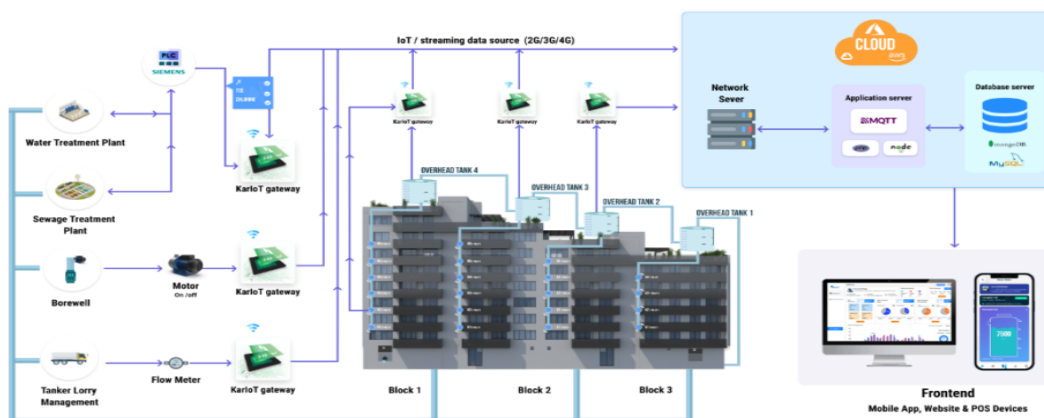 IoT / streaming data source (2G/3G/4G)
PLC
SIEMENS
Water Treatment Plant
Sewage Treatment
Plant
KarIoT gateway
Borewell
Motor
On /off
KarIoT gateway
Tanker Lorry
Management
Flow Meter
KarIoT gateway
KarIoT gateway
KarIoT gateway
KarIoT gateway
OVERHEAD TANK 4
OVERHEAD TANK 3
OVERHEAD TANK 2
OVERHEAD TANK 1
Block 1
Block 2
Block 3
CLOUD
aws
Network
Sever
Application server
MQTT
php
node
Database server
mongoDB
MySQL
7500
Frontend
Mobile App, Website & POS Devices